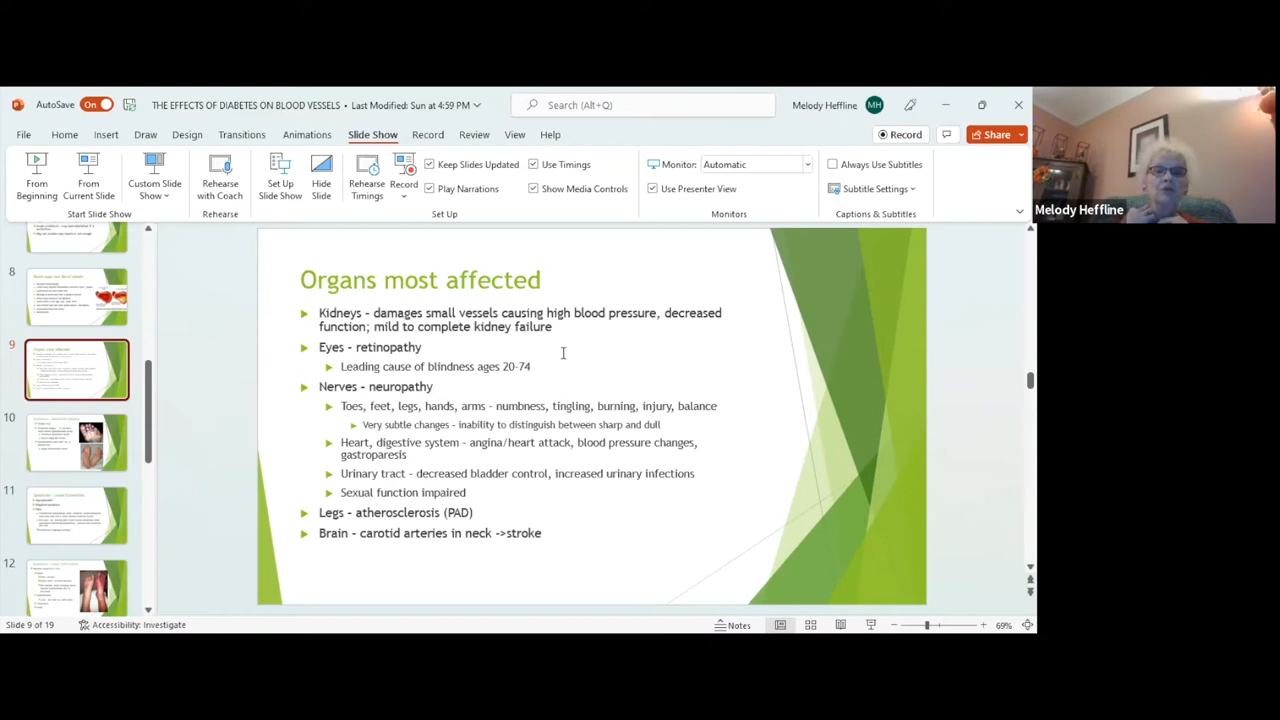 AutoSave On THE EFFECTS OF DIABETES ON BLOOD VESSELS • Last Modified: Sun at 4:59 PM Search (Alt+Q) Melody Heffline MH
File Home Insert Draw Design Transitions Animations Slide Show Record Review View Help Record Share
From Beginning
From Current Slide
Custom Slide Show
Start Slide Show
Rehearse with Coach
Rehearse
Set Up Slide Show
Hide Slide
Rehearse Timings
Record
Keep Slides Updated
Play Narrations
Use Timings
Show Media Controls
Set Up
Monitor: Automatic
Use Presenter View
Monitors
Always Use Subtitles
Subtitle Settings
Captions & Subtitles
Melody Heffline
8
9
10
11
12
Organs most affected
Kidneys – damages small vessels causing high blood pressure, decreased
function; mild to complete kidney failure
Eyes – retinopathy
Leading cause of blindness ages 20-74
Nerves – neuropathy
Toes, feet, legs, hands, arms – numbness, tingling, burning, injury, balance
Very subtle changes – inability to distinguish between sharp and dull
Heart, digestive system – angina/heart attack, blood pressure changes,
gastroparesis
Urinary tract – decreased bladder control, increased urinary infections
Sexual function impaired
Legs – atherosclerosis (PAD)
Brain – carotid arteries in neck ->stroke
Slide 9 of 19 Accessibility: Investigate Notes 69%